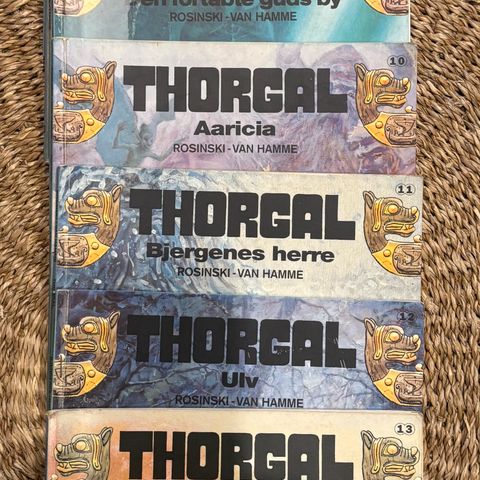 Den fortabte guds by
ROSINSKI-VAN HAMME
10
THORGAL
Aaricia
ROSINSKI-VAN HAMME
11
THORGAL
Bjergenes herre
ROSINSKI-VAN HAMME
12
THORGAL
Ulv
ROSINSKI-VAN HAMME
13
THORGAL